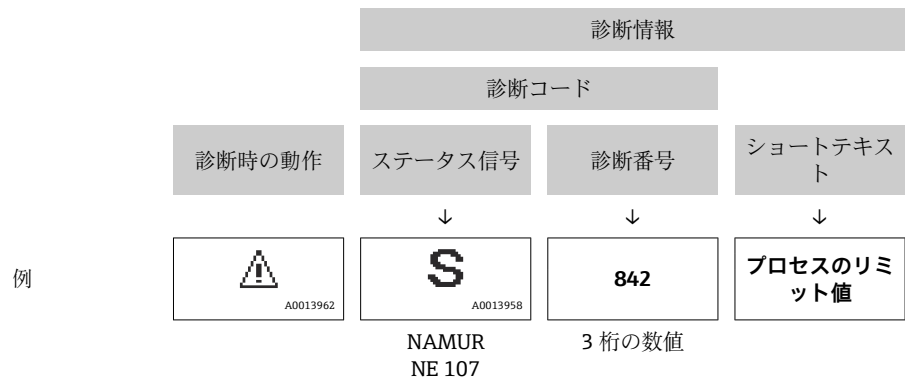 診断情報
診断コード
診断時の動作
ステータス信号
診断番号
ショートテキス
ト
↓ ↓ ↓
例
A0013962
S
A0013958
842
プロセスのリミ
ット値
NAMUR
NE 107
3 桁の数値